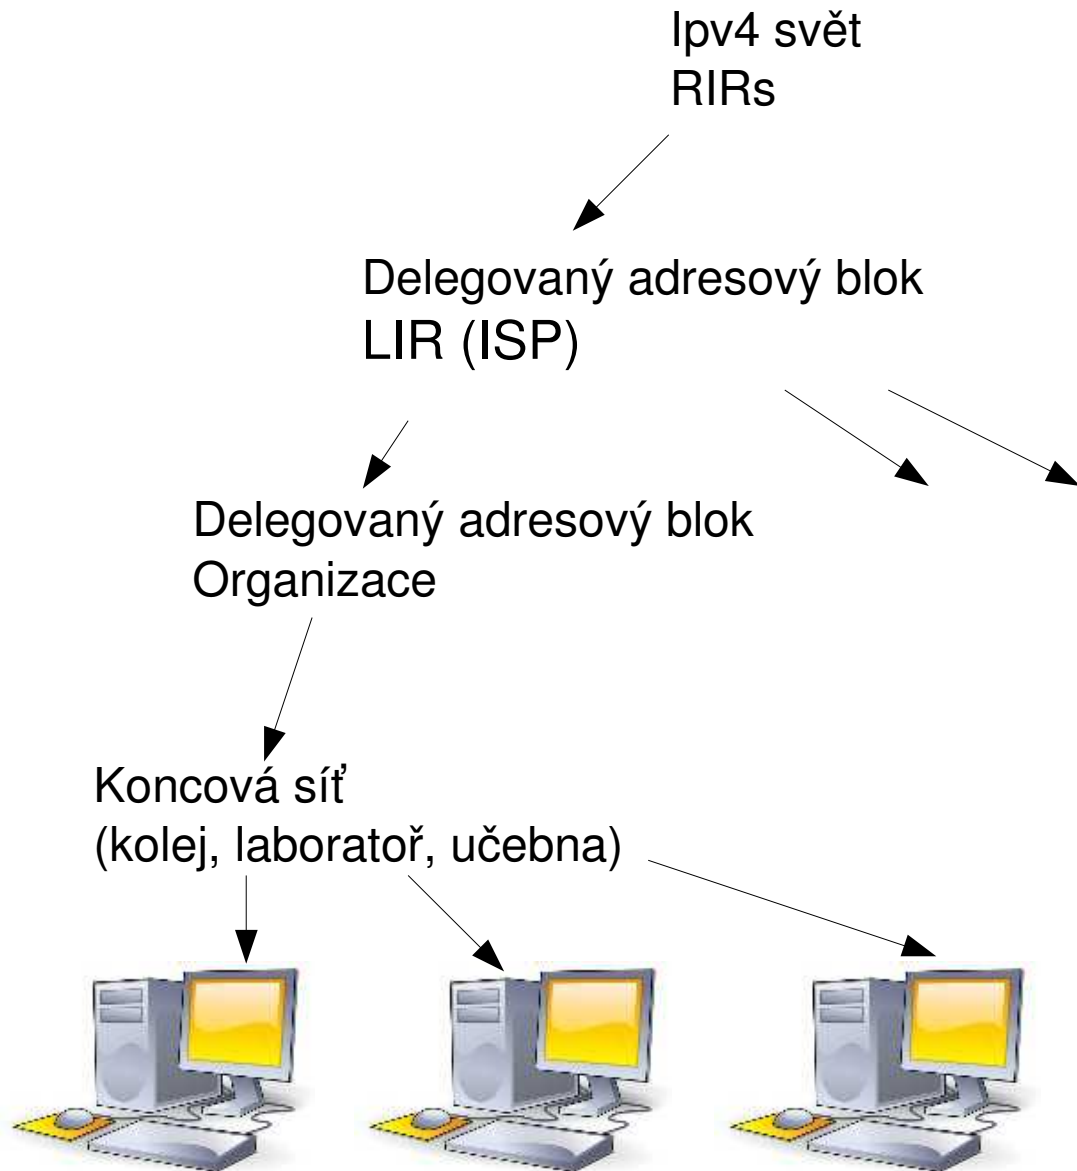 Ipv4 svět
RIRs
Delegovaný adresový blok
LIR (ISP)
Delegovaný adresový blok
Organizace
Koncová síť
(kolej, laboratoř, učebna)